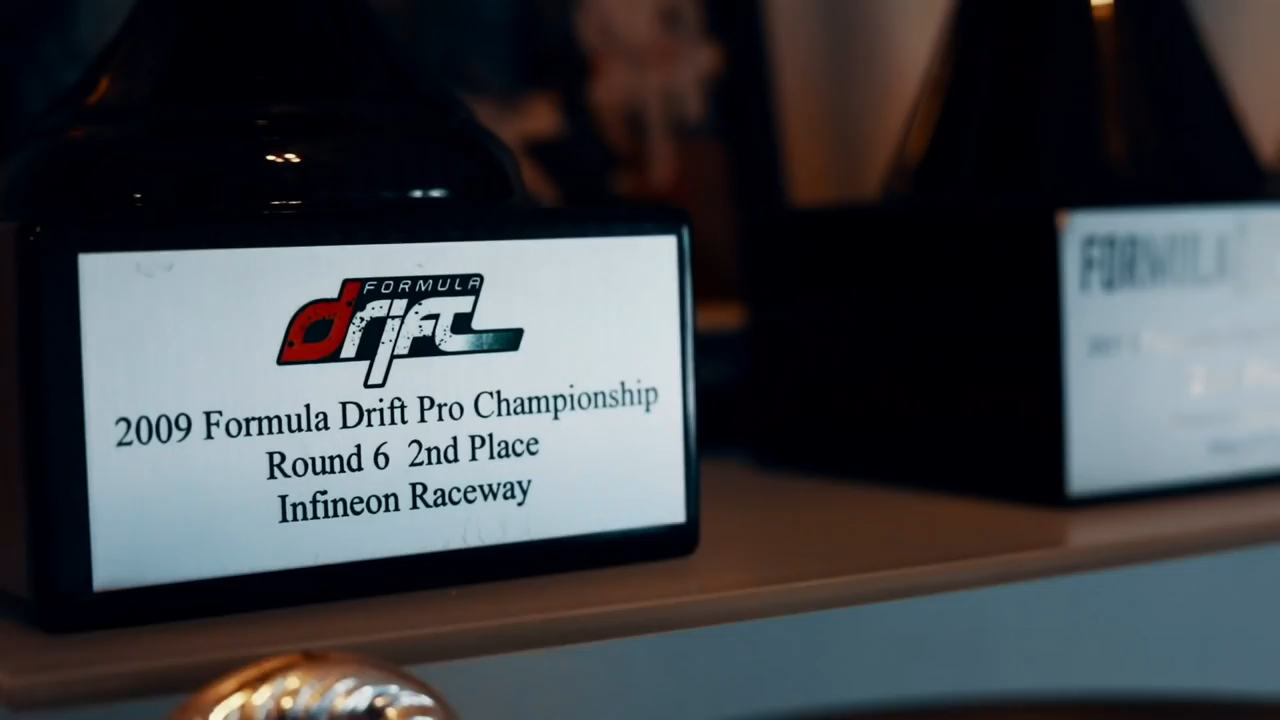 FORMULA
drift
2009 Formula Drift Pro Championship
Round 6 2nd Place
Infineon Raceway
FORMULA